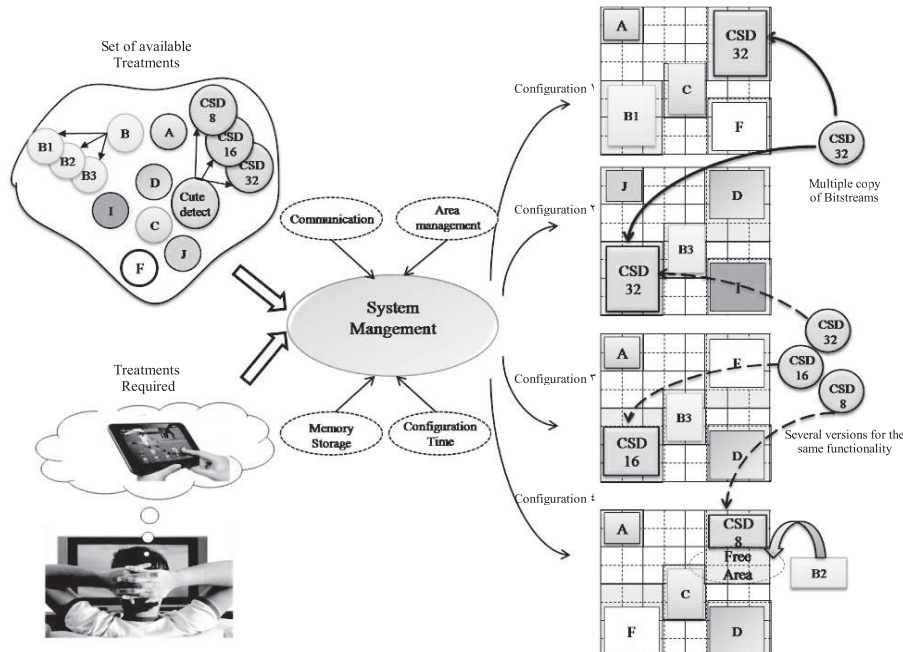 Set of available
Treatments
CSD
8
B
A
CSD
16
B1
B2
B3
CSD
32
D
Cute
detect
I
C
J
F
Communication
Area
management
System
Mangement
Treatments
Required
Memory
Storage
Configuration
Time
Configuration ١
A
CSD
32
C
B1
F
CSD
32
Multiple copy
of Bitstreams
Configuration ٢
J
D
B3
CSD
32
I
CSD
32
Configuration ٣
A
E
CSD
16
CSD
8
B3
CSD
16
D
Several versions for the
same functionality
Configuration ٤
A
CSD
8
Free
Area
B2
C
F
D